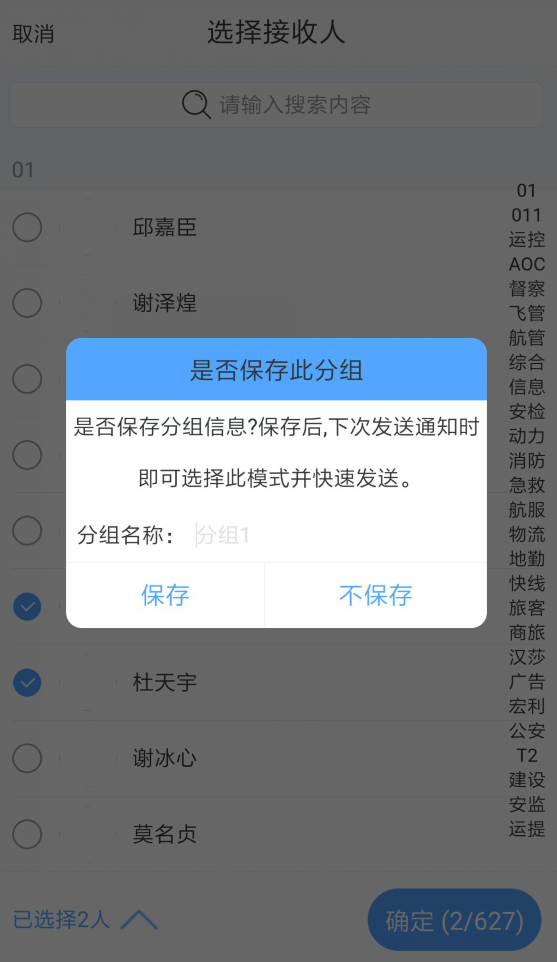 取消
选择接收人
请输入搜索内容
01
邱嘉臣
谢泽煌
是否保存此分组
是否保存分组信息?保存后,下次发送通知时
即可选择此模式并快速发送。
分组名称：
分组1
保存
不保存
杜天宇
谢冰心
莫名贞
01
011
运控
AOC
督察
飞管
航管
综合
信息
安检
动力
消防
急救
航服
物流
地勤
快线
旅客
商旅
汉莎
广告
宏利
公安
T2
建设
安监
运提
已选择2人
确定 (2/627)